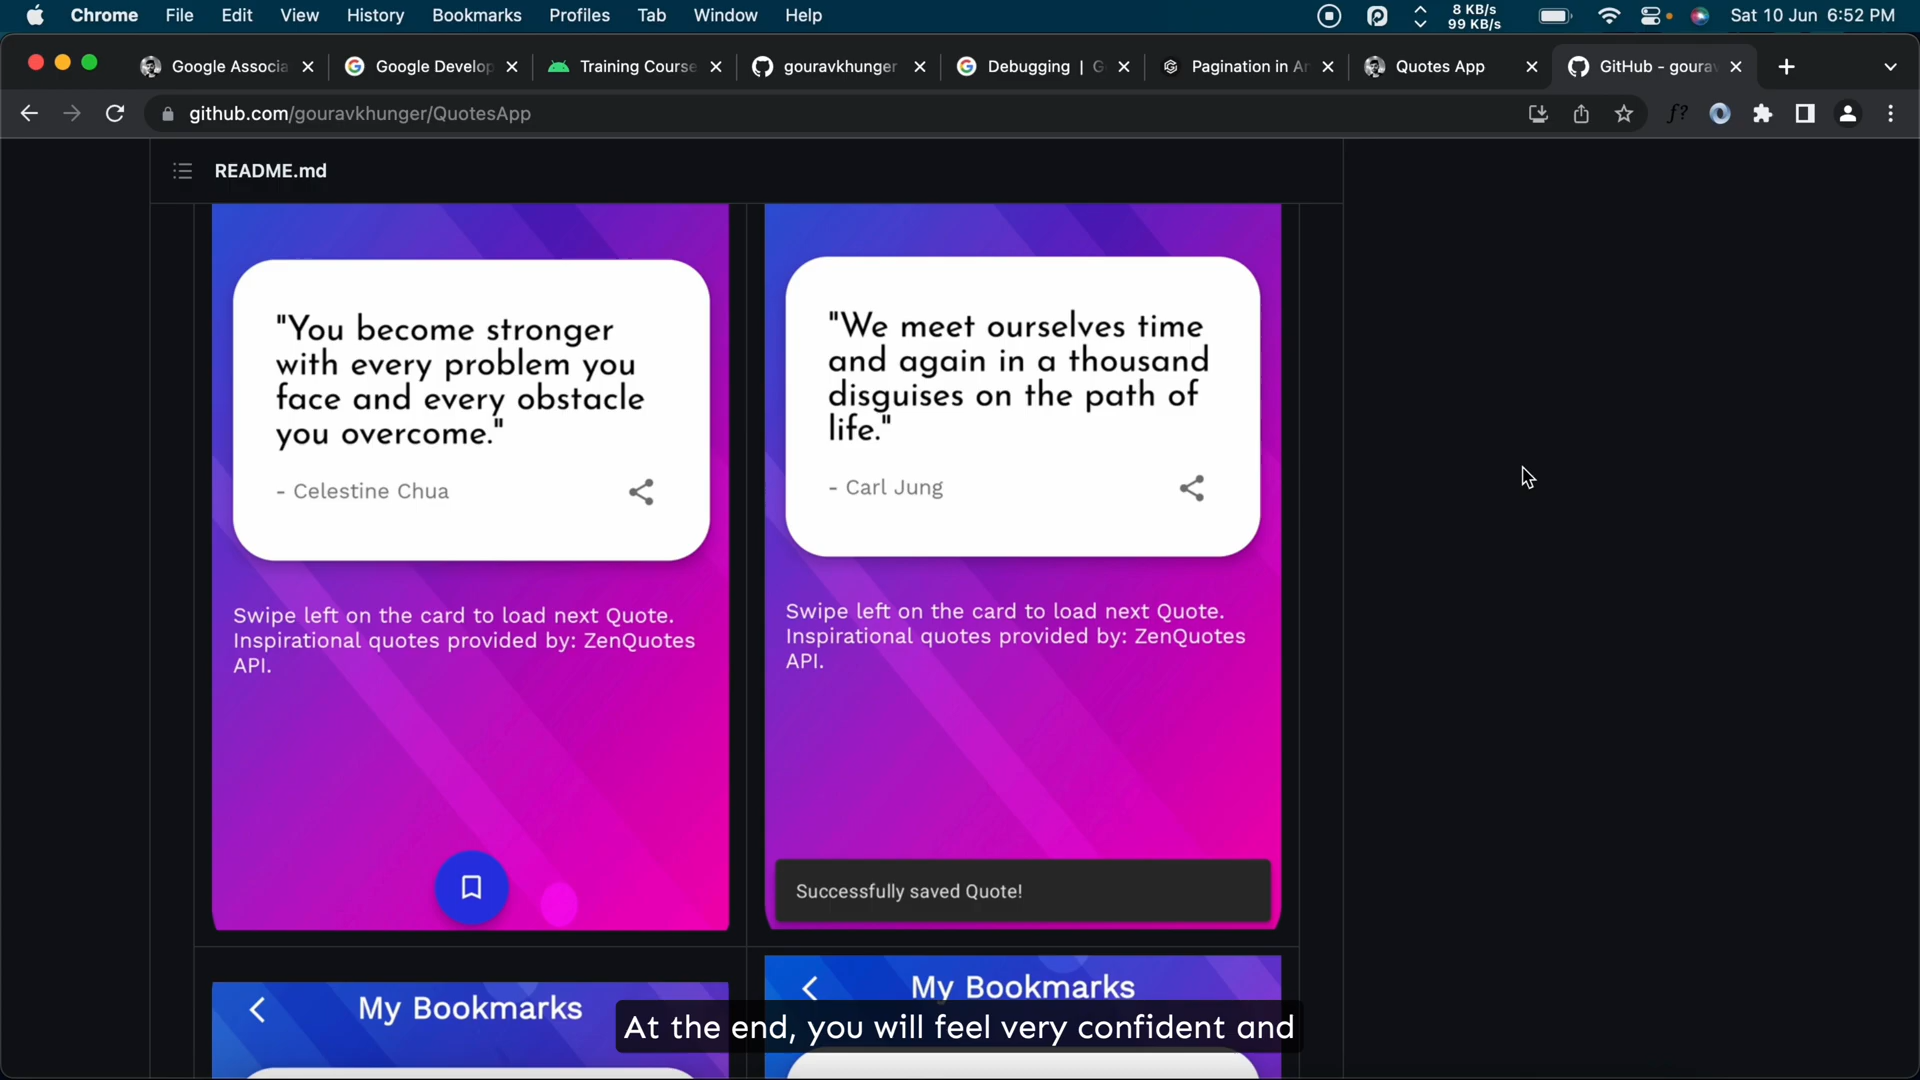 Chrome File Edit View History Bookmarks Profiles Tab Window Help 8 KB/s 99 KB/s Sat 10 Jun 6:52 PM
Google Associa Google Develop Training Course gouravkhunger Debugging | G Pagination in An Quotes App GitHub - gourav
github.com/gouravkhunger/QuotesApp
README.md
"You become stronger
with every problem you
face and every obstacle
you overcome."
- Celestine Chua
Swipe left on the card to load next Quote.
Inspirational quotes provided by: ZenQuotes
API.
"We meet ourselves time
and again in a thousand
disguises on the path of
life."
- Carl Jung
Swipe left on the card to load next Quote.
Inspirational quotes provided by: ZenQuotes
API.
Successfully saved Quote!
My Bookmarks
My Bookmarks
At the end, you will feel very confident and